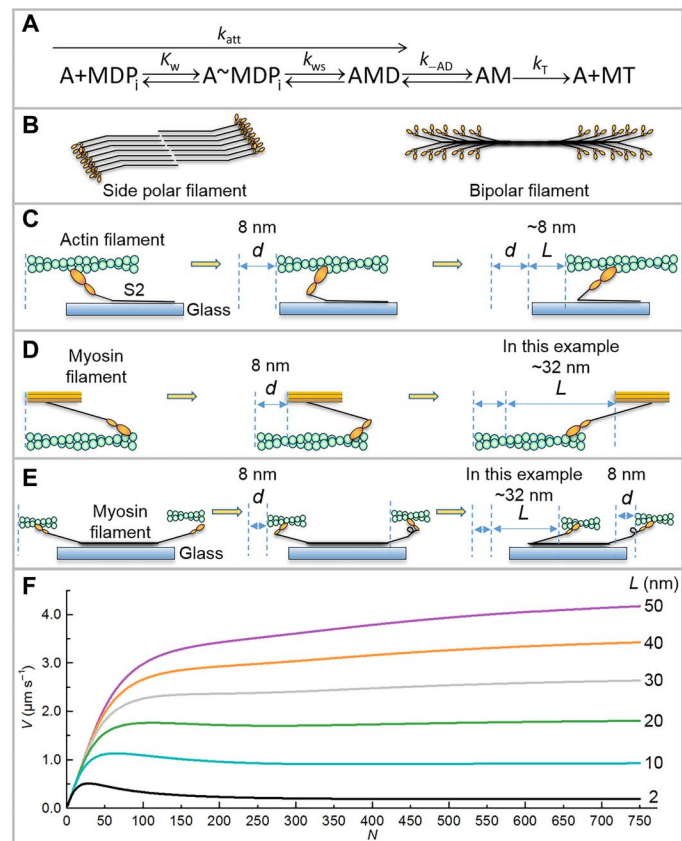 A
k_att
K_w k_ws k_–AD k_T
A+MDP_i A~MDP_i AMD AM A+MT
B
Side polar filament Bipolar filament
C
Actin filament
8 nm
d
~8 nm
d L
S2
Glass
D
Myosin
filament
8 nm
d
In this example
~32 nm
L
E
Myosin
filament
Glass
8 nm
d
In this example
~32 nm
L
8 nm
d
F
L (nm)
50
40
30
20
10
2
V (µm s⁻¹)
4.0
3.0
2.0
1.0
0.0
0 50 100 150 200 250 300 350 400 450 500 550 600 650 700 750
N